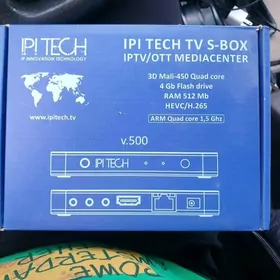 IPI TECH
IP INNOVATION TECHNOLOGY
www.ipitech.tv
IPI TECH TV S-BOX
IPTV/OTT MEDIACENTER
3D Mali-450 Quad core
4 Gb Flash drive
RAM 512 Mb
HEVC/H.265
ARM Quad core 1,5 Ghz
v.500
IPI TECH
POWE